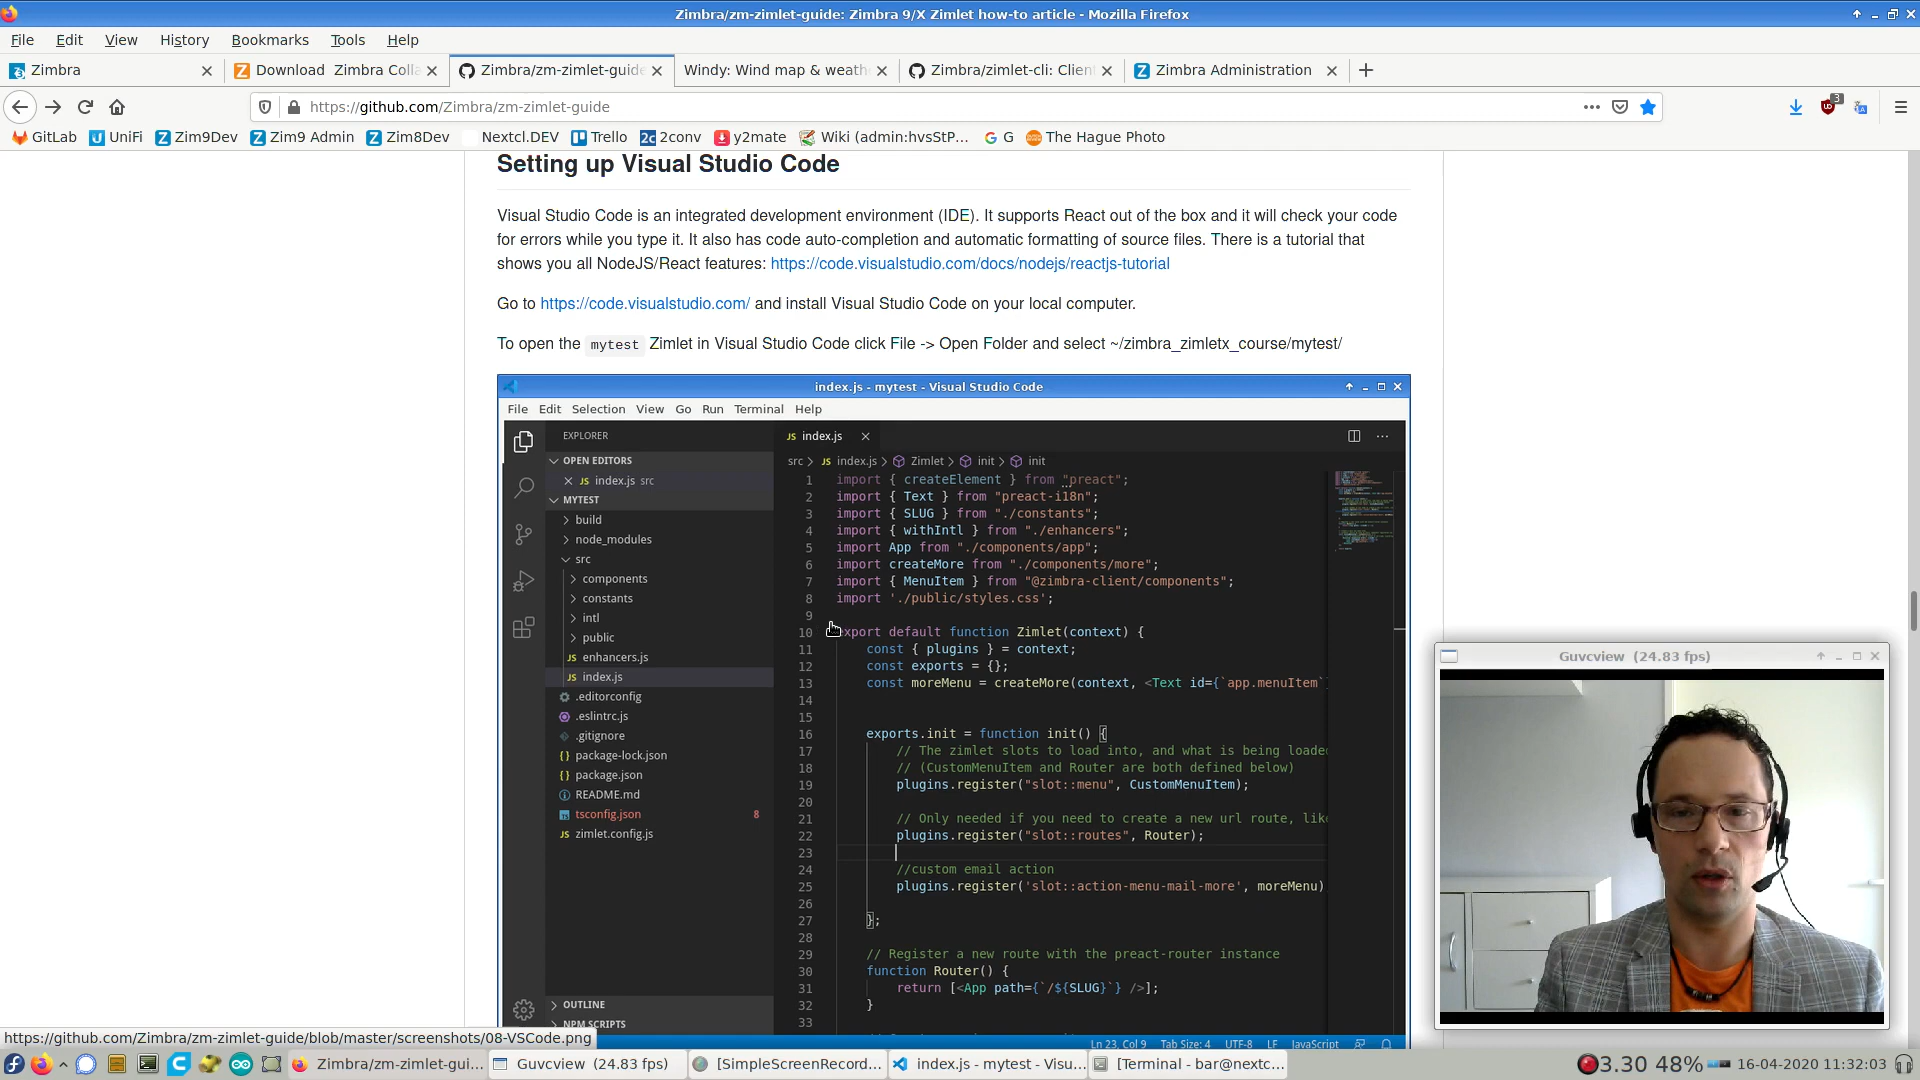 Zimbra/zm-zimlet-guide: Zimbra 9/X Zimlet how-to article - Mozilla Firefox
File Edit View History Bookmarks Tools Help
Zimbra
Download Zimbra Colla
Zimbra/zm-zimlet-guide
Windy: Wind map & weath
Zimbra/zimlet-cli: Clien
Zimbra Administration
https://github.com/Zimbra/zm-zimlet-guide
3
GitLab UniFi Zim9Dev Zim9 Admin Zim8Dev Nextcl.DEV Trello 2conv y2mate Wiki (admin:hvsStP... G The Hague Photo
Setting up Visual Studio Code
Visual Studio Code is an integrated development environment (IDE). It supports React out of the box and it will check your code
for errors while you type it. It also has code auto-completion and automatic formatting of source files. There is a tutorial that
shows you all NodeJS/React features: https://code.visualstudio.com/docs/nodejs/reactjs-tutorial
Go to https://code.visualstudio.com/ and install Visual Studio Code on your local computer.
To open the mytest Zimlet in Visual Studio Code click File -> Open Folder and select ~/zimbra_zimletx_course/mytest/
index.js - mytest - Visual Studio Code
File Edit Selection View Go Run Terminal Help
EXPLORER
OPEN EDITORS
JS index.js src
MYTEST
build
node_modules
src
components
constants
intl
public
JS enhancers.js
JS index.js
.editorconfig
.eslintrc.js
.gitignore
{} package-lock.json
{} package.json
README.md
tsconfig.json 8
JS zimlet.config.js
OUTLINE
NPM SCRIPTS
JS index.js
src > JS index.js > Zimlet > init > init
1 import { createElement } from "preact";
2 import { Text } from "preact-i18n";
3 import { SLUG } from "./constants";
4 import { withIntl } from "./enhancers";
5 import App from "./components/app";
6 import createMore from "./components/more";
7 import { MenuItem } from "@zimbra-client/components";
8 import './public/styles.css';
9
10 export default function Zimlet(context) {
11 const { plugins } = context;
12 const exports = {};
13 const moreMenu = createMore(context, <Text id={`app.menuItem`
14
15
16 exports.init = function init() {
17 // The zimlet slots to load into, and what is being loaded
18 // (CustomMenuItem and Router are both defined below)
19 plugins.register("slot::menu", CustomMenuItem);
20
21 // Only needed if you need to create a new url route, like
22 plugins.register("slot::routes", Router);
23
24 //custom email action
25 plugins.register('slot::action-menu-mail-more', moreMenu)
26
27 };
28
29 // Register a new route with the preact-router instance
30 function Router() {
31 return [<App path={`/${SLUG}`} />];
32 }
33
Ln 23, Col 9 Tab Size: 4 UTF-8 LF JavaScript
Guvcview (24.83 fps)
https://github.com/Zimbra/zm-zimlet-guide/blob/master/screenshots/08-VSCode.png
Zimbra/zm-zimlet-gui... Guvcview (24.83 fps) [SimpleScreenRecord... index.js - mytest - Visu... [Terminal - bar@nextc...
3.30 48% 16-04-2020 11:32:03